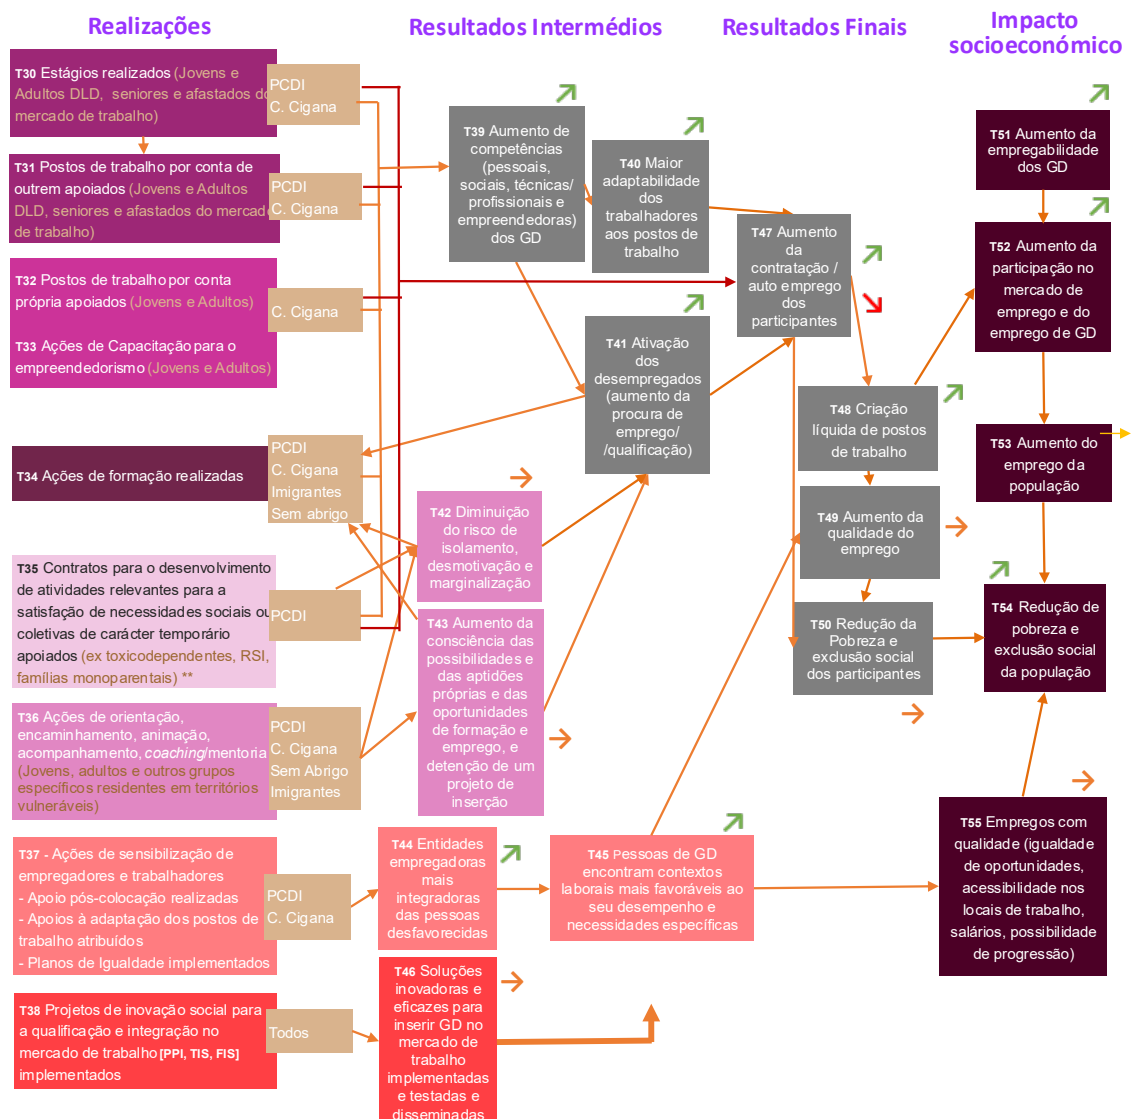 Realizações
Resultados Intermédios
Resultados Finais
Impacto
socioeconómico
T30 Estágios realizados (Jovens e
Adultos DLD, seniores e afastados do
mercado de trabalho)
PCDI
C. Cigana
T31 Postos de trabalho por conta de
outrem apoiados (Jovens e Adultos
DLD, seniores e afastados do mercado
de trabalho)
PCDI
C. Cigana
T32 Postos de trabalho por conta
própria apoiados (Jovens e Adultos)
T33 Ações de Capacitação para o
empreendedorismo (Jovens e Adultos)
C. Cigana
T34 Ações de formação realizadas
PCDI
C. Cigana
Imigrantes
Sem abrigo
T35 Contratos para o desenvolvimento
de atividades relevantes para a
satisfação de necessidades sociais ou
coletivas de carácter temporário
apoiados (ex toxicodependentes, RSI,
famílias monoparentais) **
PCDI
T36 Ações de orientação,
encaminhamento, animação,
acompanhamento, coaching/mentoria
(Jovens, adultos e outros grupos
específicos residentes em territórios
vulneráveis)
PCDI
C. Cigana
Sem Abrigo
Imigrantes
T37 - Ações de sensibilização de
empregadores e trabalhadores
- Apoio pós-colocação realizadas
- Apoios à adaptação dos postos de
trabalho atribuídos
- Planos de Igualdade implementados
PCDI
C. Cigana
T38 Projetos de inovação social para
a qualificação e integração no
mercado de trabalho [PPI, TIS, FIS]
implementados
Todos
T39 Aumento de
competências
(pessoais,
sociais, técnicas/
profissionais e
empreendedoras)
dos GD
T40 Maior
adaptabilidade
dos
trabalhadores
aos postos de
trabalho
T41 Ativação
dos
desempregados
(aumento da
procura de
emprego/
/qualificação)
T42 Diminuição
do risco de
isolamento,
desmotivação e
marginalização
T43 Aumento da
consciência das
possibilidades e
das aptidões
próprias e das
oportunidades
de formação e
emprego, e
detenção de um
projeto de
inserção
T44 Entidades
empregadoras
mais
integradoras
das pessoas
desfavorecidas
T45 Pessoas de GD
encontram contextos
laborais mais favoráveis ao
seu desempenho e
necessidades específicas
T46 Soluções
inovadoras e
eficazes para
inserir GD no
mercado de
trabalho
implementadas
e testadas e
disseminadas
T47 Aumento
da
contratação /
auto emprego
dos
participantes
T48 Criação
líquida de postos
de trabalho
T49 Aumento da
qualidade do
emprego
T50 Redução da
Pobreza e
exclusão social
dos participantes
T51 Aumento da
empregabilidade
dos GD
T52 Aumento da
participação no
mercado de
emprego e do
emprego de GD
T53 Aumento do
emprego da
população
T54 Redução de
pobreza e
exclusão social
da população
T55 Empregos com
qualidade (igualdade
de oportunidades,
acessibilidade nos
locais de trabalho,
salários, possibilidade
de progressão)